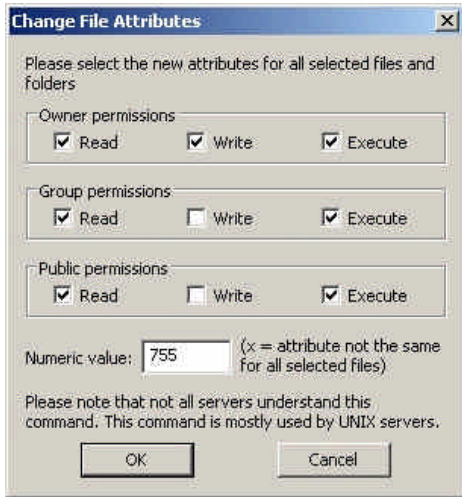 Change File Attributes
Please select the new attributes for all selected files and
folders
Owner permissions
Read Write Execute
Group permissions
Read Write Execute
Public permissions
Read Write Execute
Numeric value: 755 (x = attribute not the same
for all selected files)
Please note that not all servers understand this
command. This command is mostly used by UNIX servers.
OK Cancel